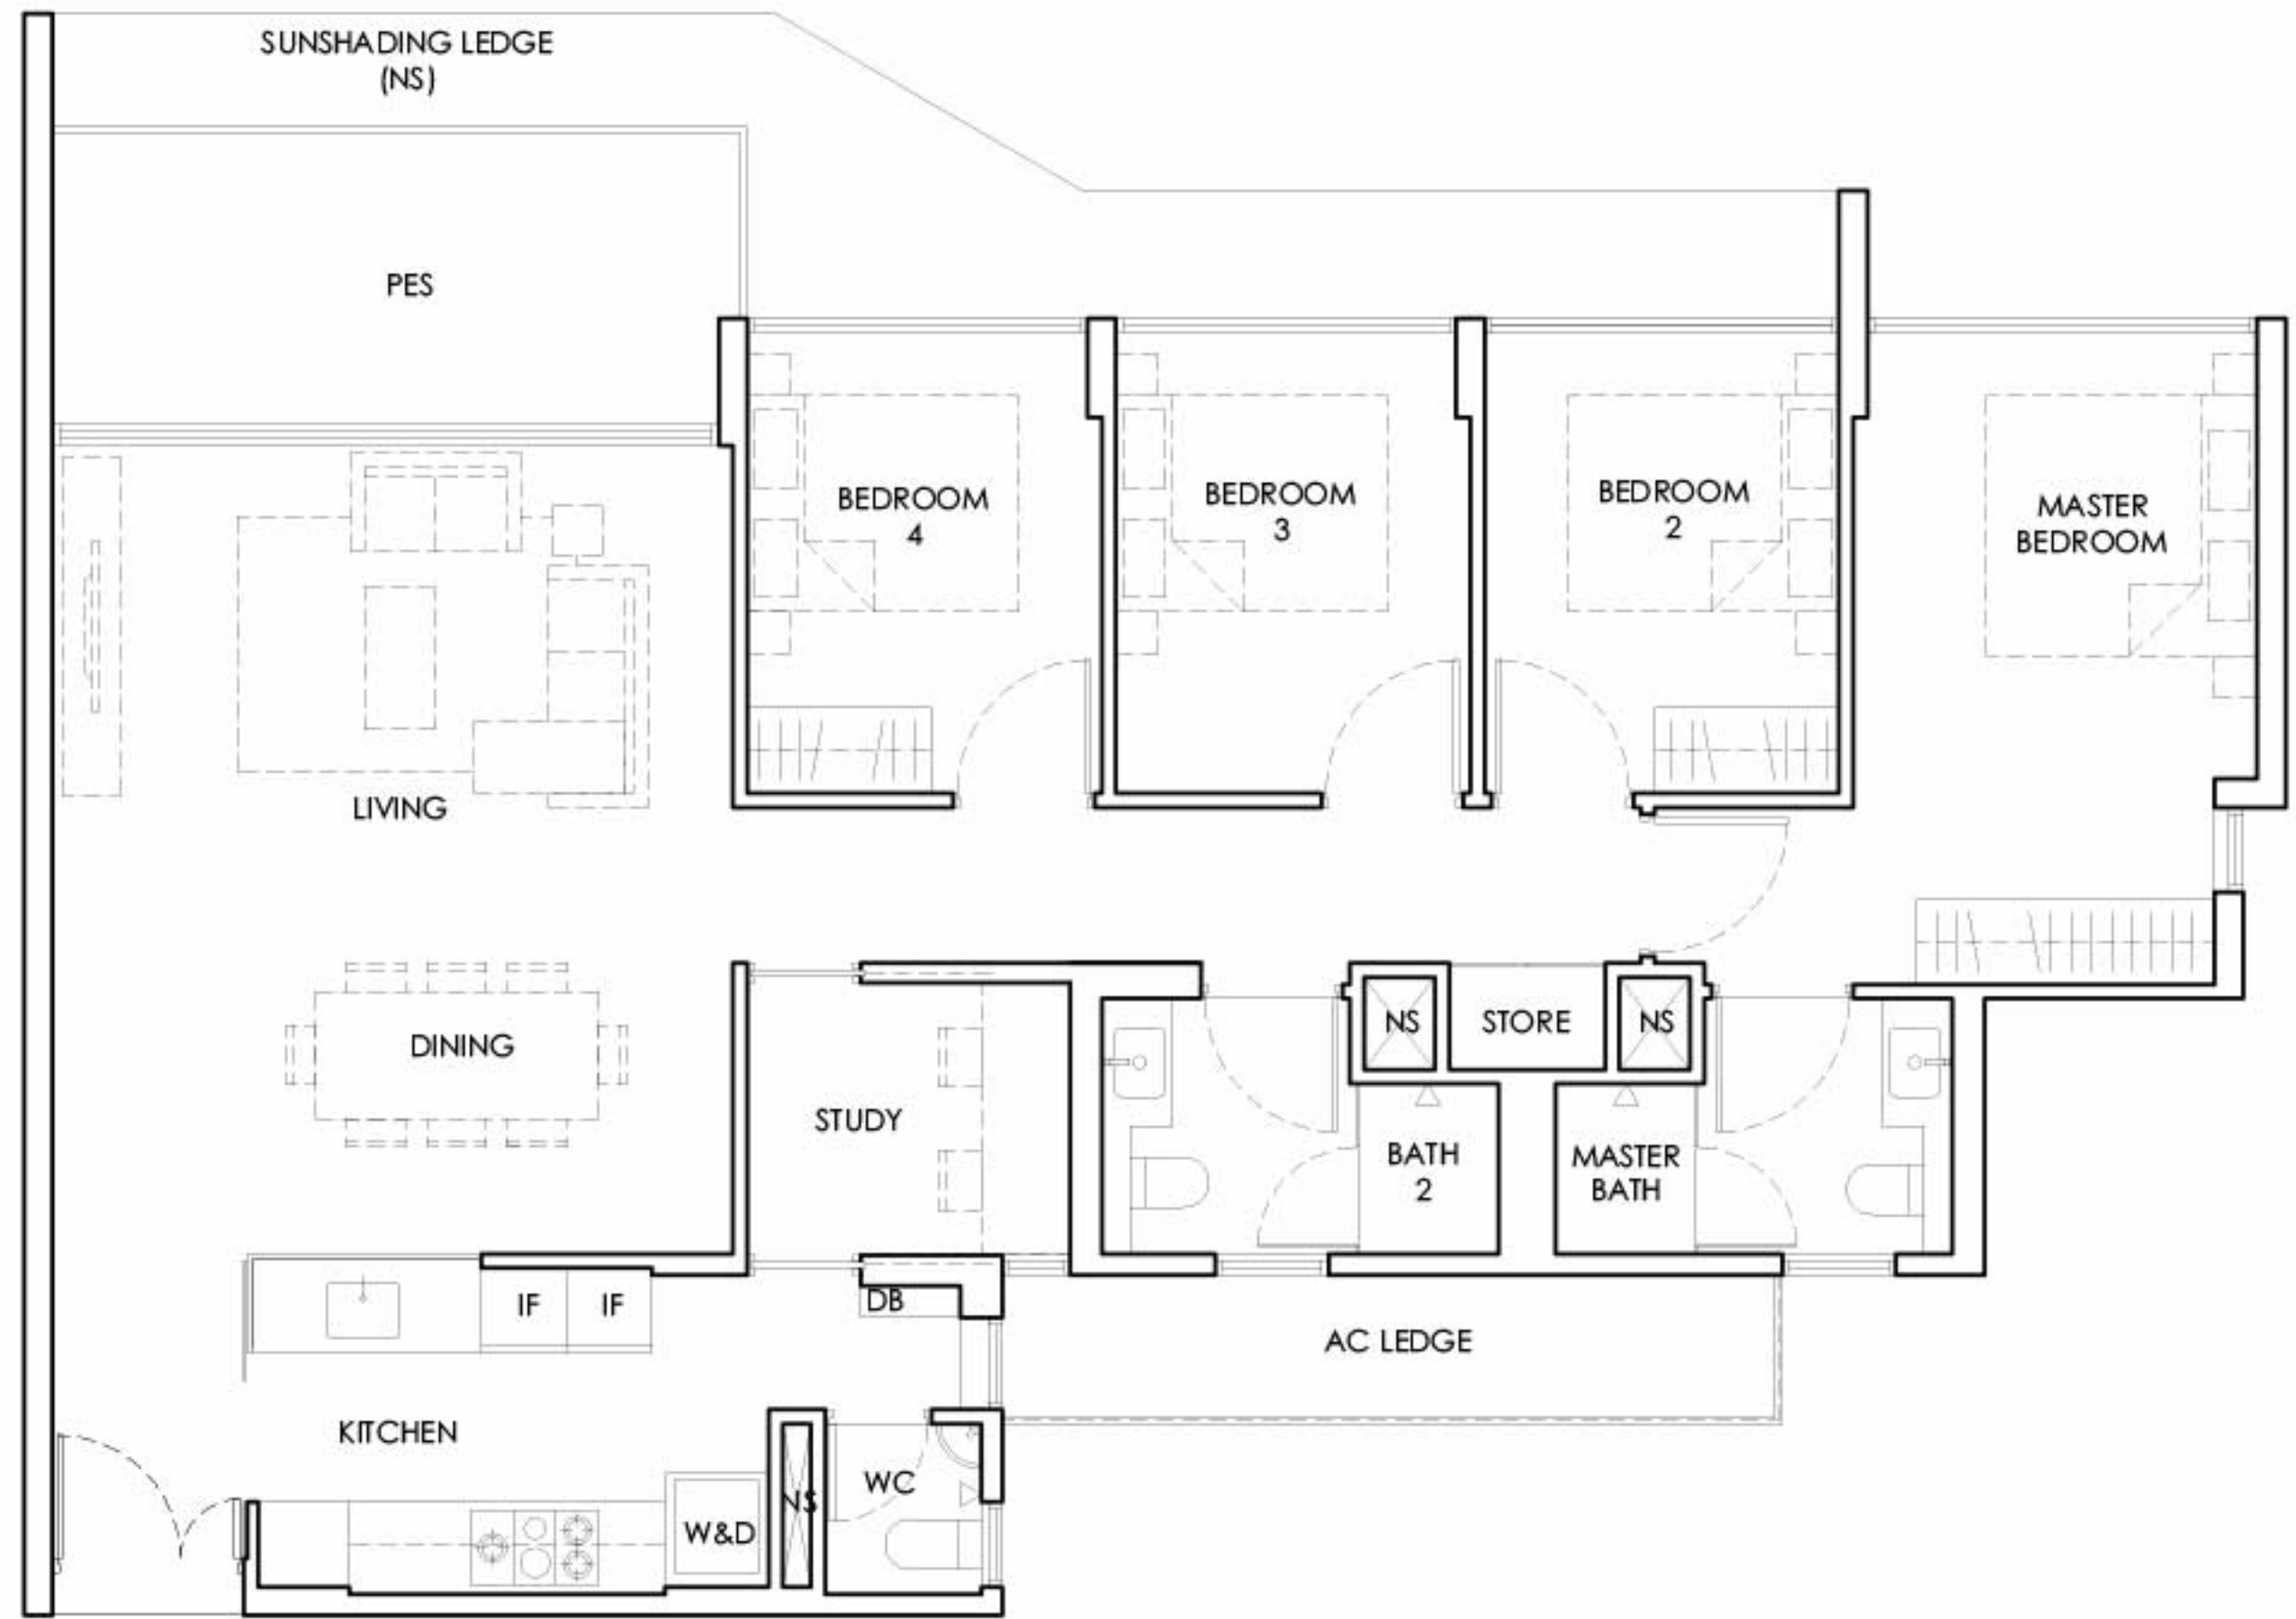 SUNSHADING LEDGE
(NS)
PES
BEDROOM
4
BEDROOM
3
BEDROOM
2
MASTER
BEDROOM
LIVING
DINING
STUDY
NS
STORE
NS
BATH
2
MASTER
BATH
IF
IF
DB
AC LEDGE
KITCHEN
WC
NS
W&D